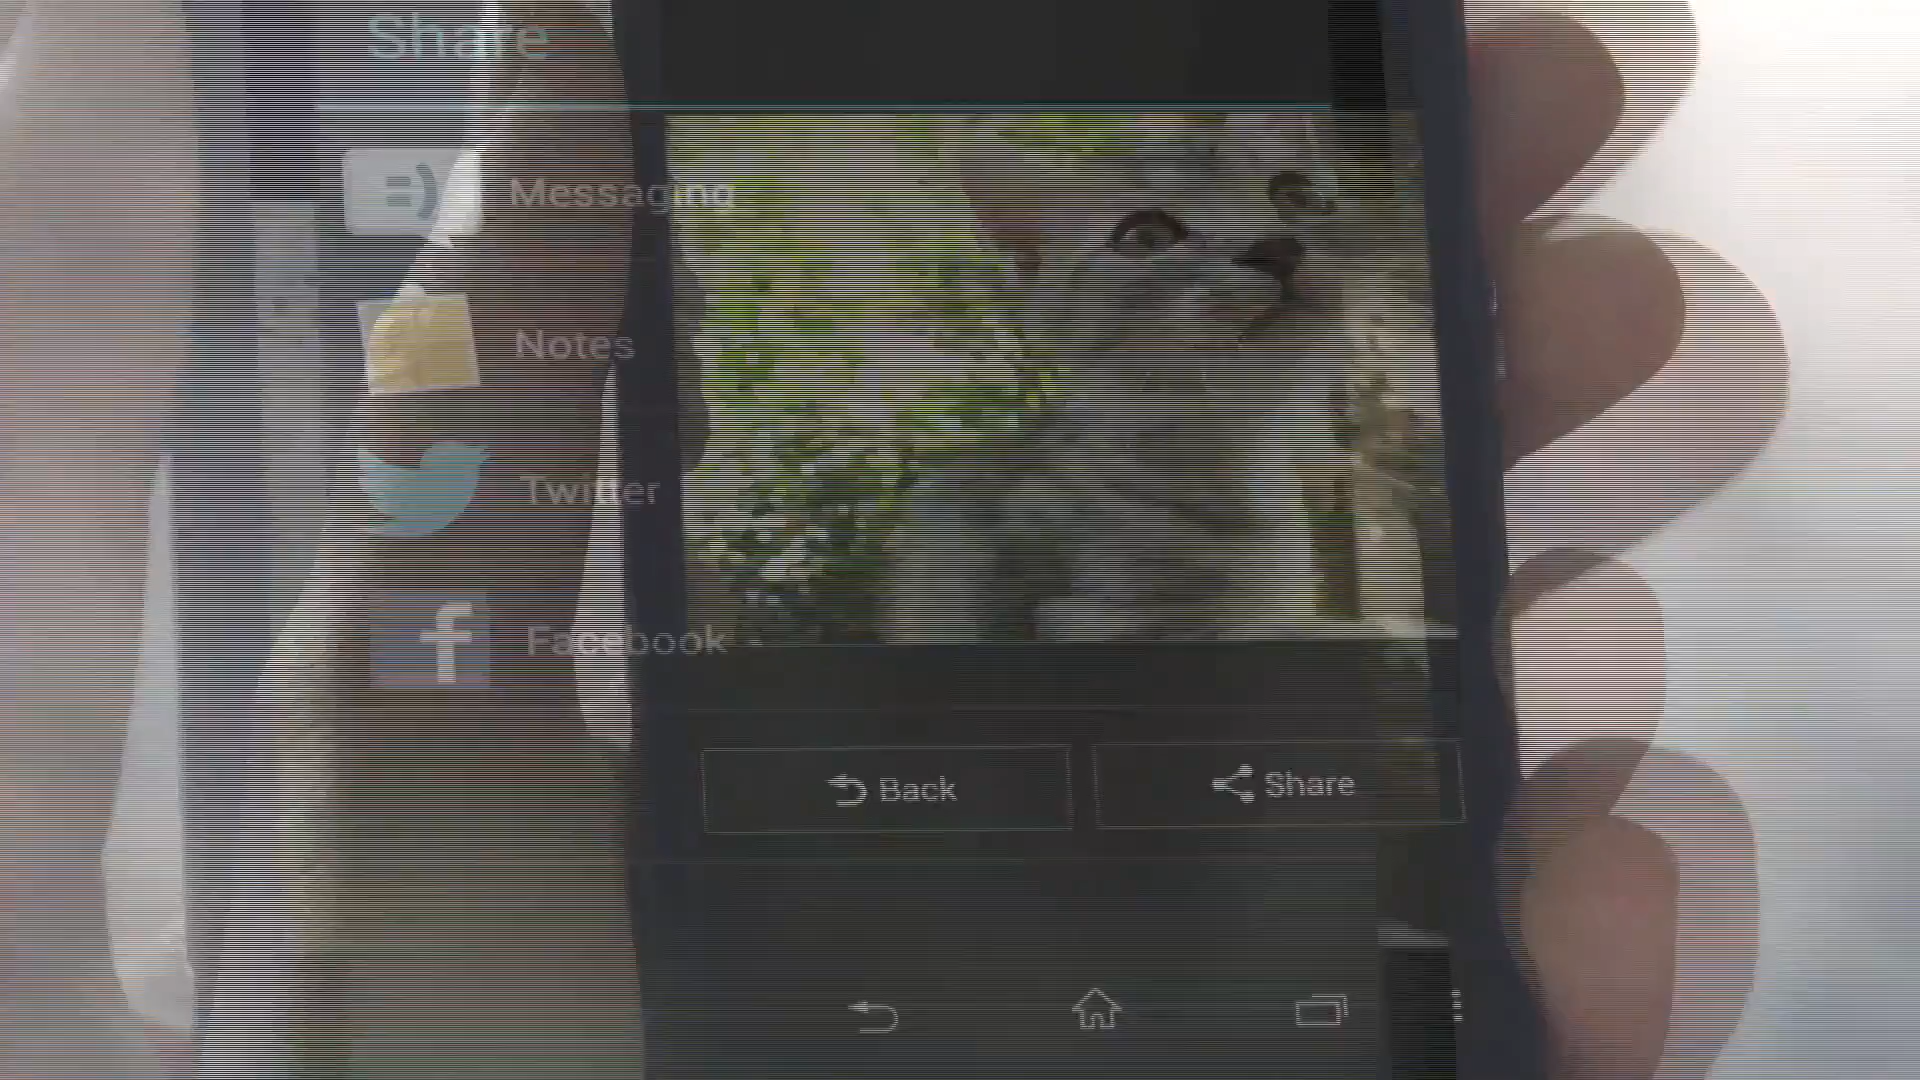 Share
Messaging
Notes
Twitter
Facebook
Back
Share